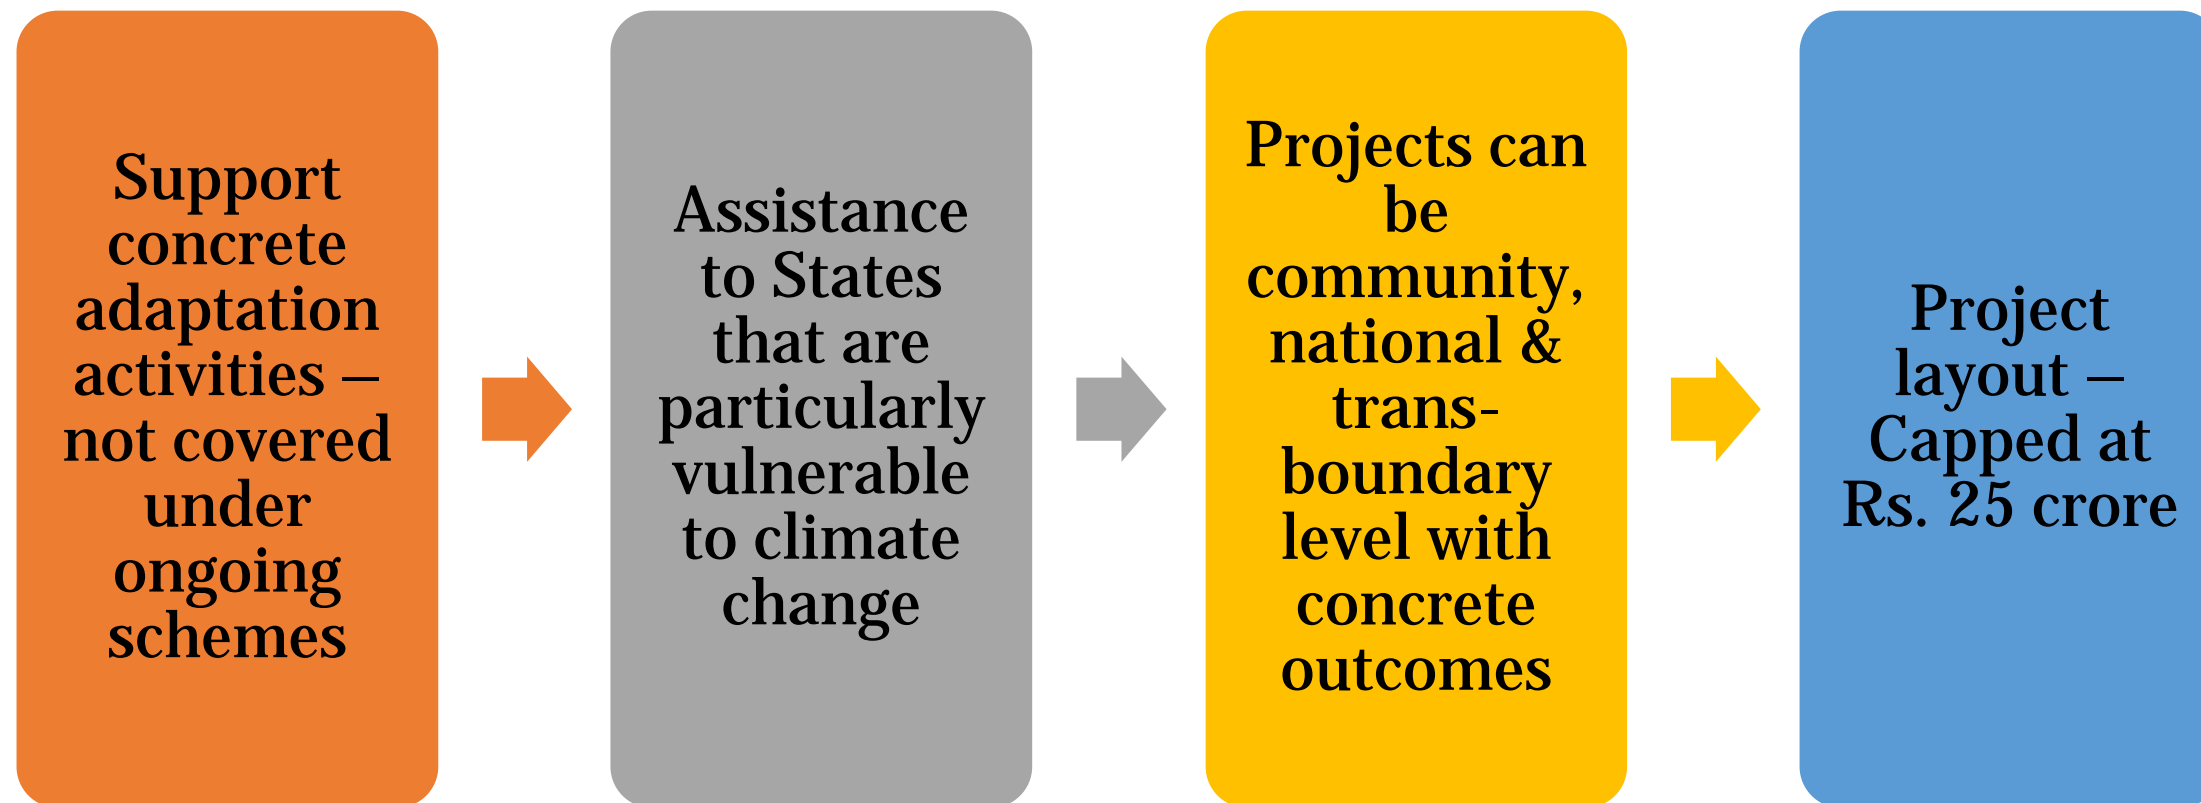 Support
concrete
adaptation
activities –
not covered
under
ongoing
schemes
Assistance
to States
that are
particularly
vulnerable
to climate
change
Projects can
be
community,
national &
trans-
boundary
level with
concrete
outcomes
Project
layout –
Capped at
Rs. 25 crore